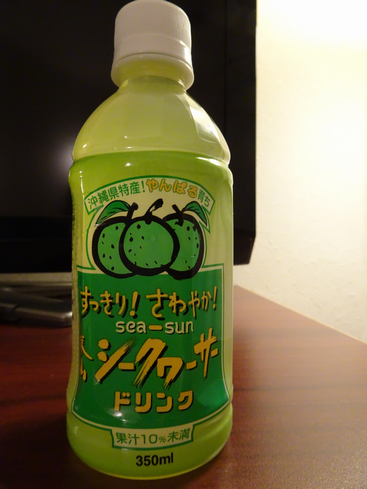 沖縄県特産!やんばる育ち
すっきり!さわやか!
sea-sun
シークヮーサー
ドリンク
果汁10%未満
350ml